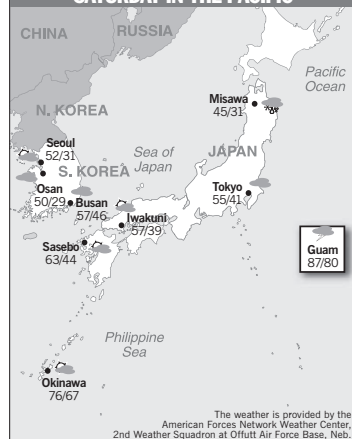 SATURDAY IN THE PACIFIC
CHINA
RUSSIA
Pacific
Ocean
N. KOREA
Misawa
45/31
Seoul
52/31
Sea of
Japan
JAPAN
S. KOREA
Osan
50/29
Busan
57/46
Tokyo
55/41
Iwakuni
57/39
Sasebo
63/44
Guam
87/80
Philippine
Sea
Okinawa
76/67
The weather is provided by the
American Forces Network Weather Center,
2nd Weather Squadron at Offutt Air Force Base, Neb.